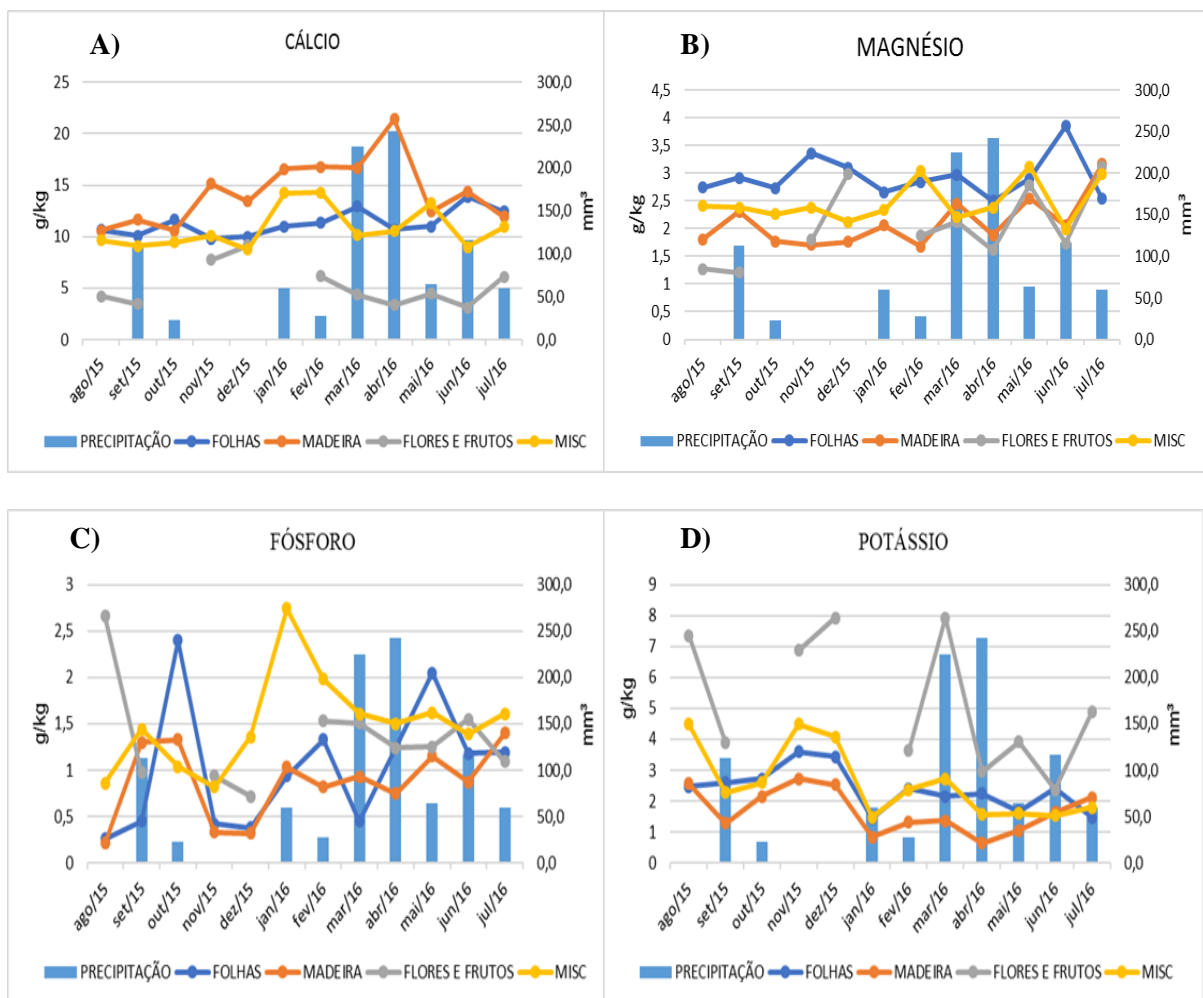 A)
CÁLCIO
25
20
15
10
5
0
g/kg
300,0
250,0
200,0
150,0
100,0
50,0
0,0
mm³
ago/15
set/15
out/15
nov/15
dez/15
jan/16
fev/16
mar/16
abr/16
mai/16
jun/16
jul/16
PRECIPITAÇÃO FOLHAS MADEIRA FLORES E FRUTOS MISC
B)
MAGNÉSIO
4,5
4
3,5
3
2,5
2
1,5
1
0,5
0
g/kg
300,0
250,0
200,0
150,0
100,0
50,0
0,0
mm³
ago/15
set/15
out/15
nov/15
dez/15
jan/16
fev/16
mar/16
abr/16
mai/16
jun/16
jul/16
PRECIPITAÇÃO FOLHAS MADEIRA FLORES E FRUTOS MISC
C)
FÓSFORO
3
2,5
2
1,5
1
0,5
0
g/kg
300,0
250,0
200,0
150,0
100,0
50,0
0,0
mm³
ago/15
set/15
out/15
nov/15
dez/15
jan/16
fev/16
mar/16
abr/16
mai/16
jun/16
jul/16
PRECIPITAÇÃO FOLHAS MADEIRA FLORES E FRUTOS MISC
D)
POTÁSSIO
9
8
7
6
5
4
3
2
1
0
g/kg
300,0
250,0
200,0
150,0
100,0
50,0
0,0
mm³
ago/15
set/15
out/15
nov/15
dez/15
jan/16
fev/16
mar/16
abr/16
mai/16
jun/16
jul/16
PRECIPITAÇÃO FOLHAS MADEIRA FLORES E FRUTOS MISC